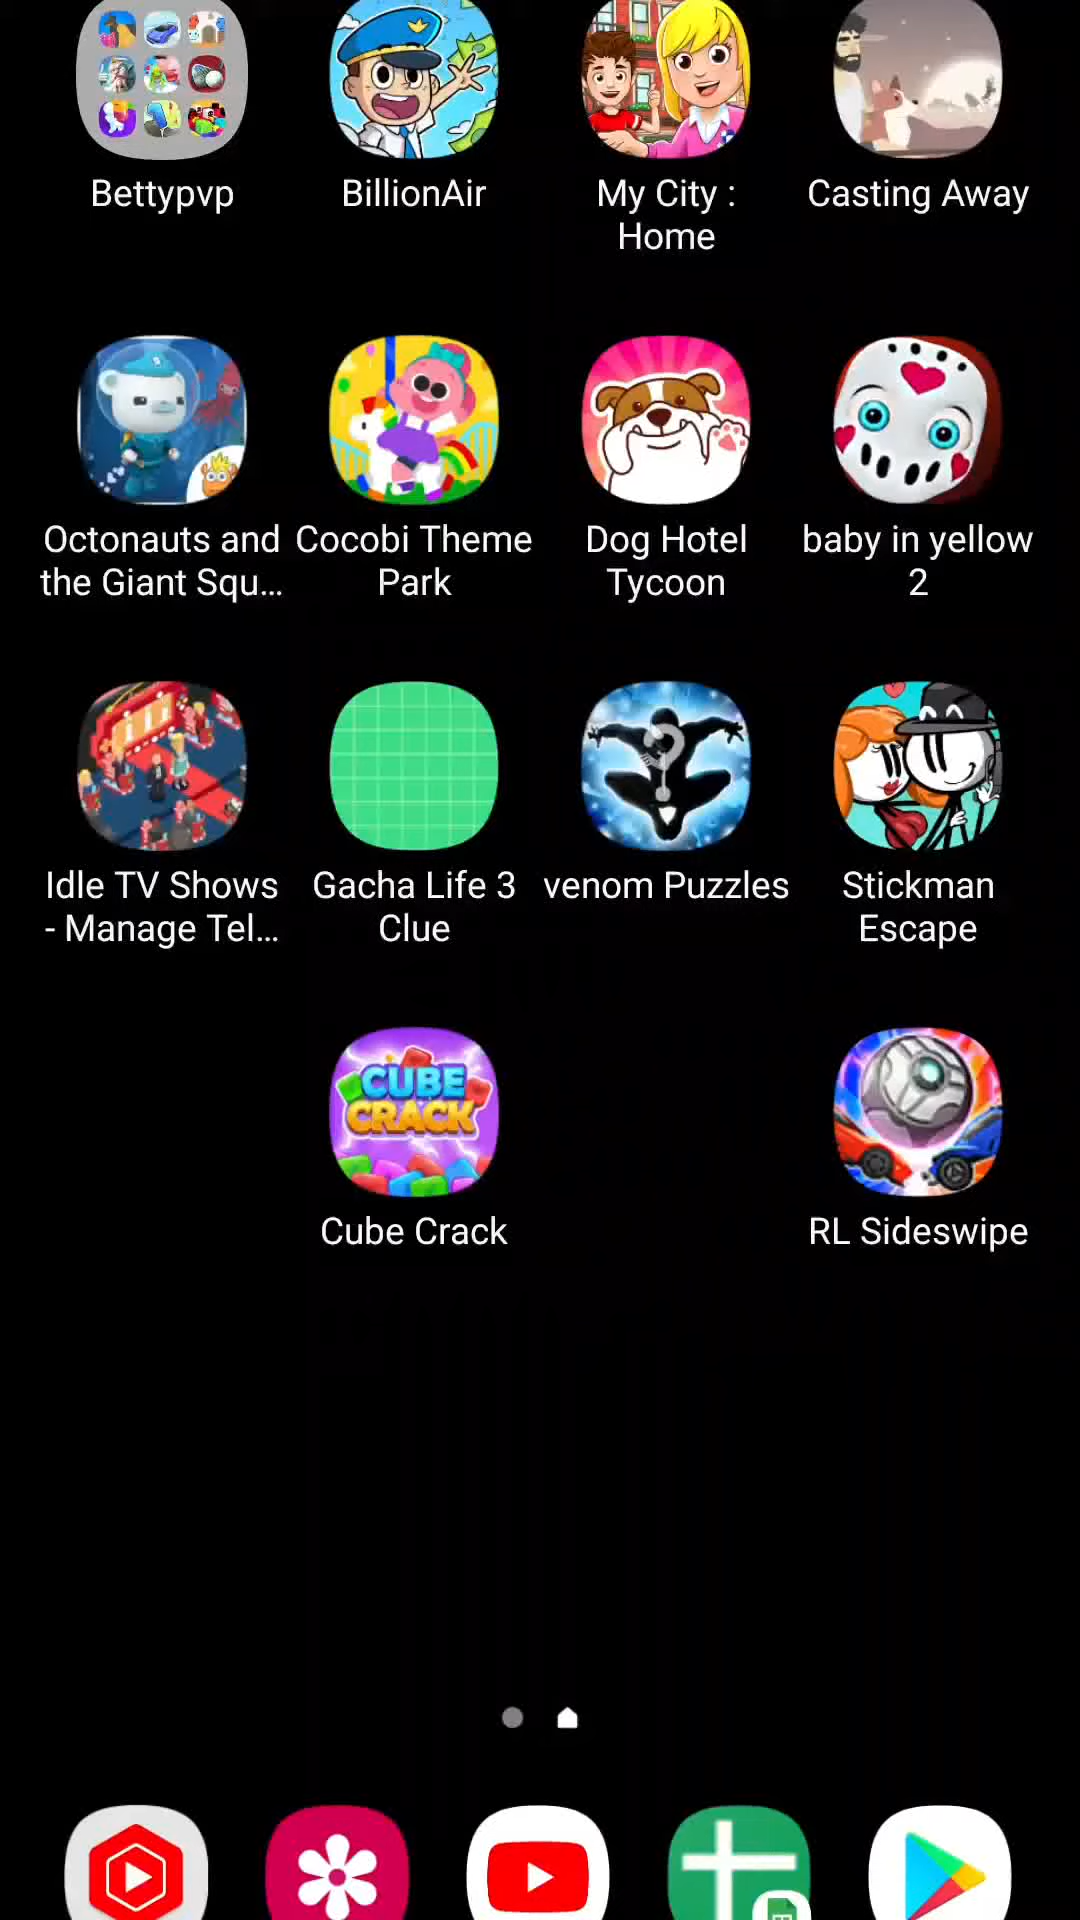 Bettypvp
BillionAir
My City :
Home
Casting Away
Octonauts and
the Giant Squ...
Cocobi Theme
Park
Dog Hotel
Tycoon
baby in yellow
2
Idle TV Shows
- Manage Tel...
Gacha Life 3
Clue
venom Puzzles
Stickman
Escape
CUBE
CRACK
Cube Crack
RL Sideswipe